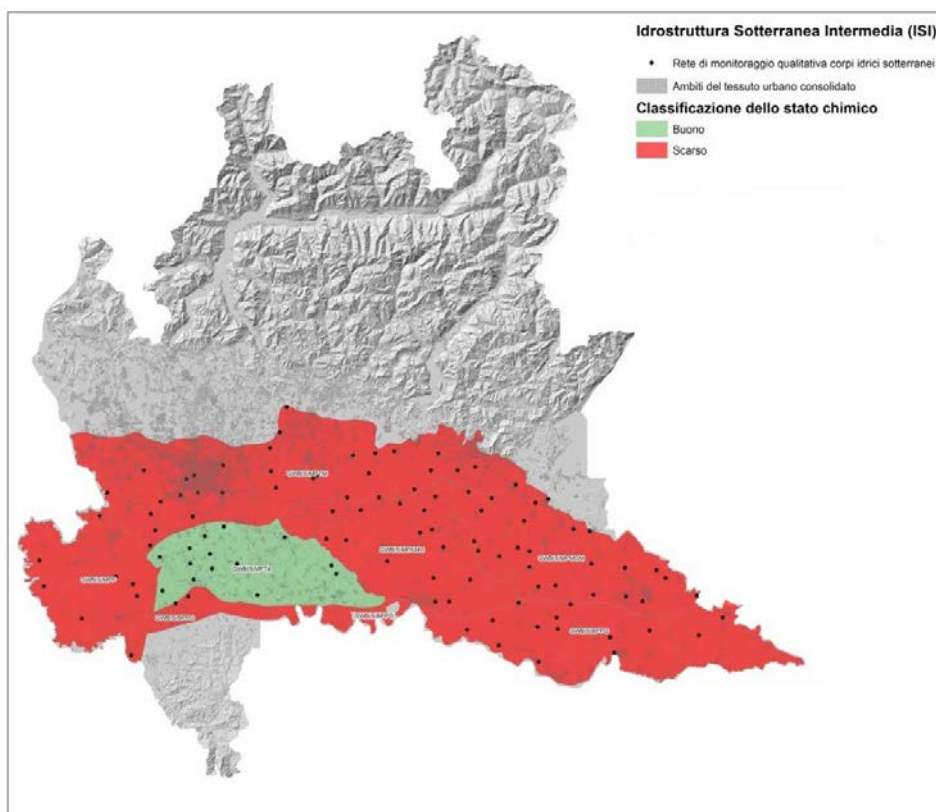 Idrostruttura Sotterranea Intermedia (ISI)
Rete di monitoraggio qualitativa corpi idrici sotterranei
Ambiti del tessuto urbano consolidato
Classificazione dello stato chimico
Buono
Scarso